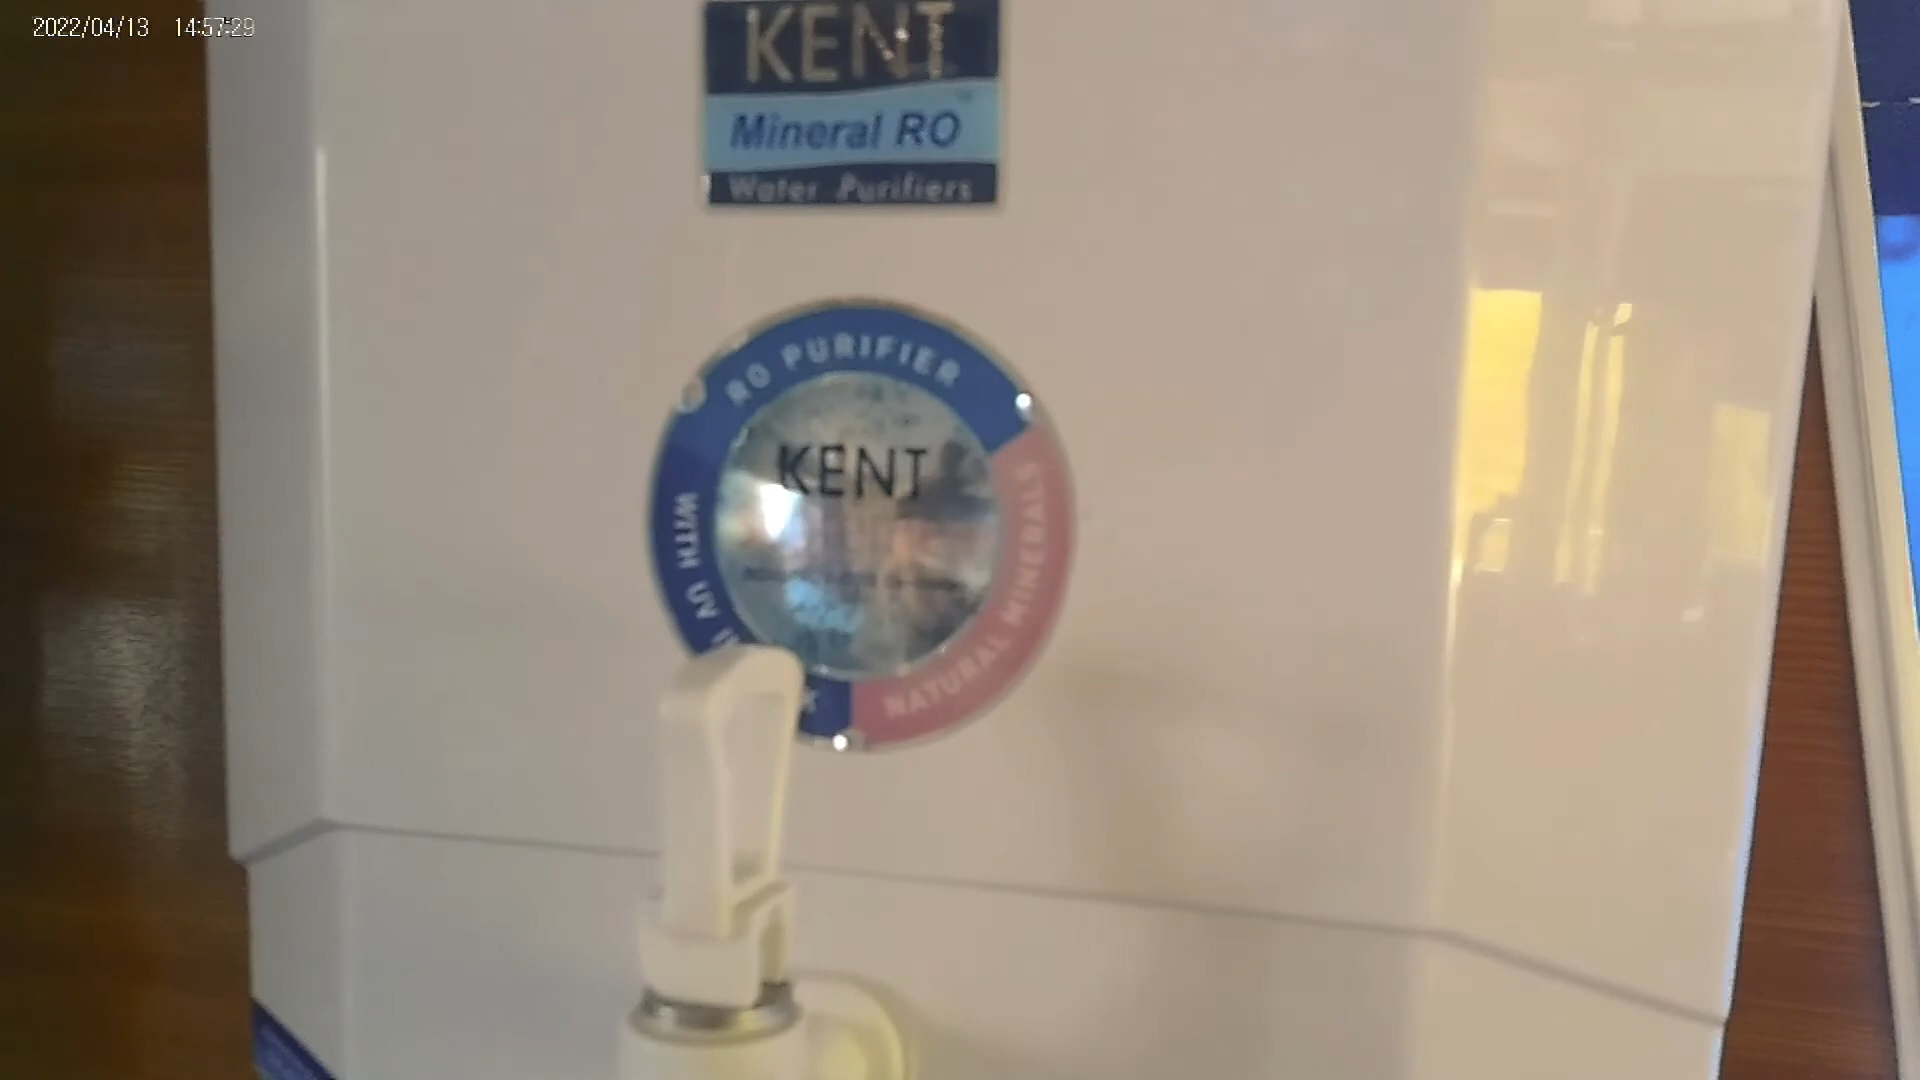 2022/04/13 14:57:29
KENT
Mineral RO
Water Purifiers
RO PURIFIER
KENT
WITH UV
NATURAL MINERALS